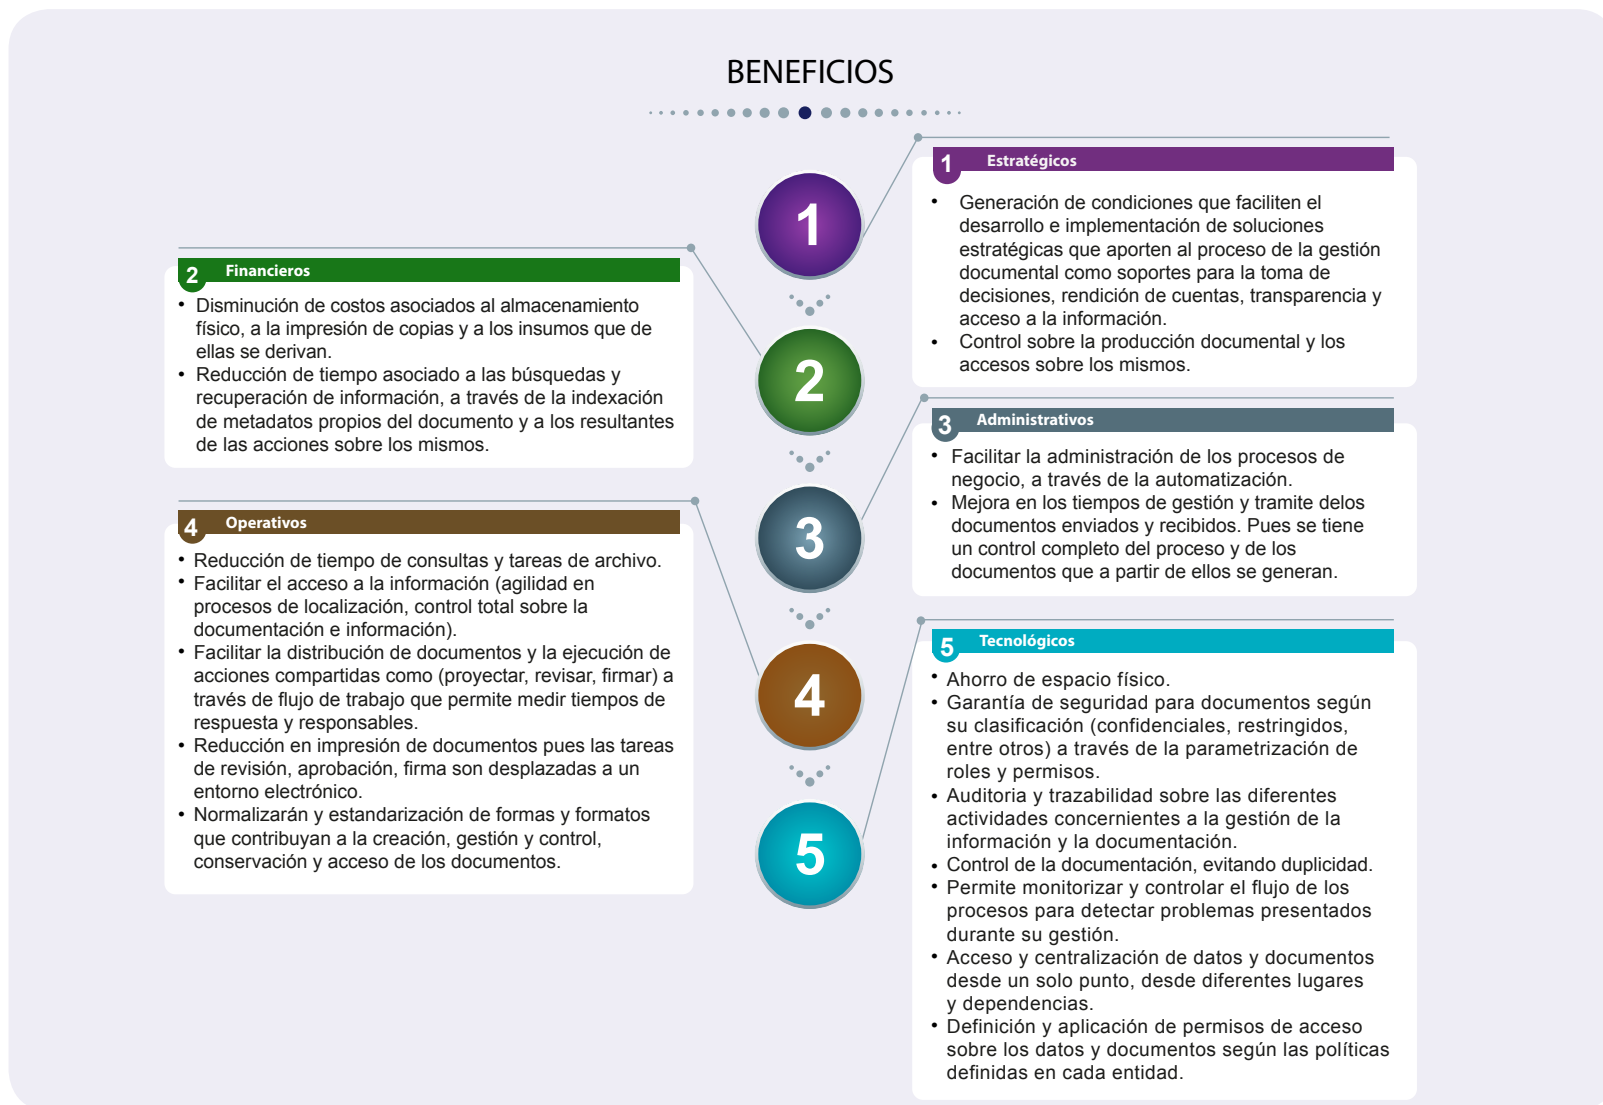 BENEFICIOS
1
1 Estratégicos
• Generación de condiciones que faciliten el
desarrollo e implementación de soluciones
estratégicas que aporten al proceso de la gestión
documental como soportes para la toma de
decisiones, rendición de cuentas, transparencia y
acceso a la información.
• Control sobre la producción documental y los
accesos sobre los mismos.
2
2 Financieros
• Disminución de costos asociados al almacenamiento
físico, a la impresión de copias y a los insumos que de
ellas se derivan.
• Reducción de tiempo asociado a las búsquedas y
recuperación de información, a través de la indexación
de metadatos propios del documento y a los resultantes
de las acciones sobre los mismos.
3
3 Administrativos
• Facilitar la administración de los procesos de
negocio, a través de la automatización.
• Mejora en los tiempos de gestión y tramite delos
documentos enviados y recibidos. Pues se tiene
un control completo del proceso y de los
documentos que a partir de ellos se generan.
4
4 Operativos
• Reducción de tiempo de consultas y tareas de archivo.
• Facilitar el acceso a la información (agilidad en
procesos de localización, control total sobre la
documentación e información).
• Facilitar la distribución de documentos y la ejecución de
acciones compartidas como (proyectar, revisar, firmar) a
través de flujo de trabajo que permite medir tiempos de
respuesta y responsables.
• Reducción en impresión de documentos pues las tareas
de revisión, aprobación, firma son desplazadas a un
entorno electrónico.
• Normalizarán y estandarización de formas y formatos
que contribuyan a la creación, gestión y control,
conservación y acceso de los documentos.
5
5 Tecnológicos
• Ahorro de espacio físico.
• Garantía de seguridad para documentos según
su clasificación (confidenciales, restringidos,
entre otros) a través de la parametrización de
roles y permisos.
• Auditoria y trazabilidad sobre las diferentes
actividades concernientes a la gestión de la
información y la documentación.
• Control de la documentación, evitando duplicidad.
• Permite monitorizar y controlar el flujo de los
procesos para detectar problemas presentados
durante su gestión.
• Acceso y centralización de datos y documentos
desde un solo punto, desde diferentes lugares
y dependencias.
• Definición y aplicación de permisos de acceso
sobre los datos y documentos según las políticas
definidas en cada entidad.